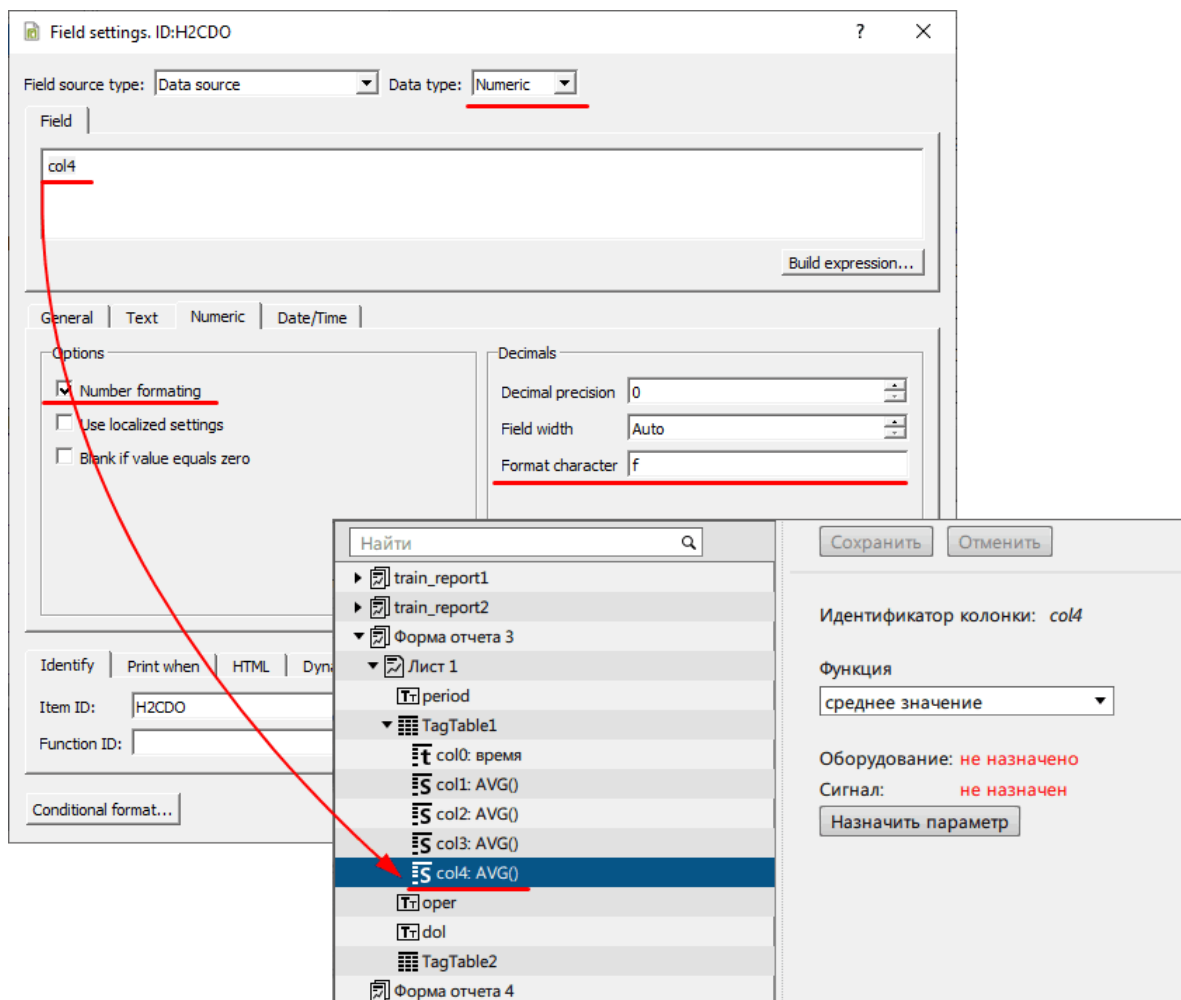 Field settings. ID:H2CDO
?
Field source type: Data source Data type: Numeric
Field
col4
Build expression...
General Text Numeric Date/Time
Options
Number formating
Use localized settings
Blank if value equals zero
Decimals
Decimal precision 0
Field width Auto
Format character f
Identify Print when HTML Dyna
Item ID: H2CDO
Function ID:
Conditional format...
Найти
train_report1
train_report2
Форма отчета 3
Лист 1
period
TagTable1
col0: время
col1: AVG()
col2: AVG()
col3: AVG()
col4: AVG()
oper
dol
TagTable2
Форма отчета 4
Сохранить Отменить
Идентификатор колонки: col4
Функция
среднее значение
Оборудование: не назначено
Сигнал: не назначен
Назначить параметр